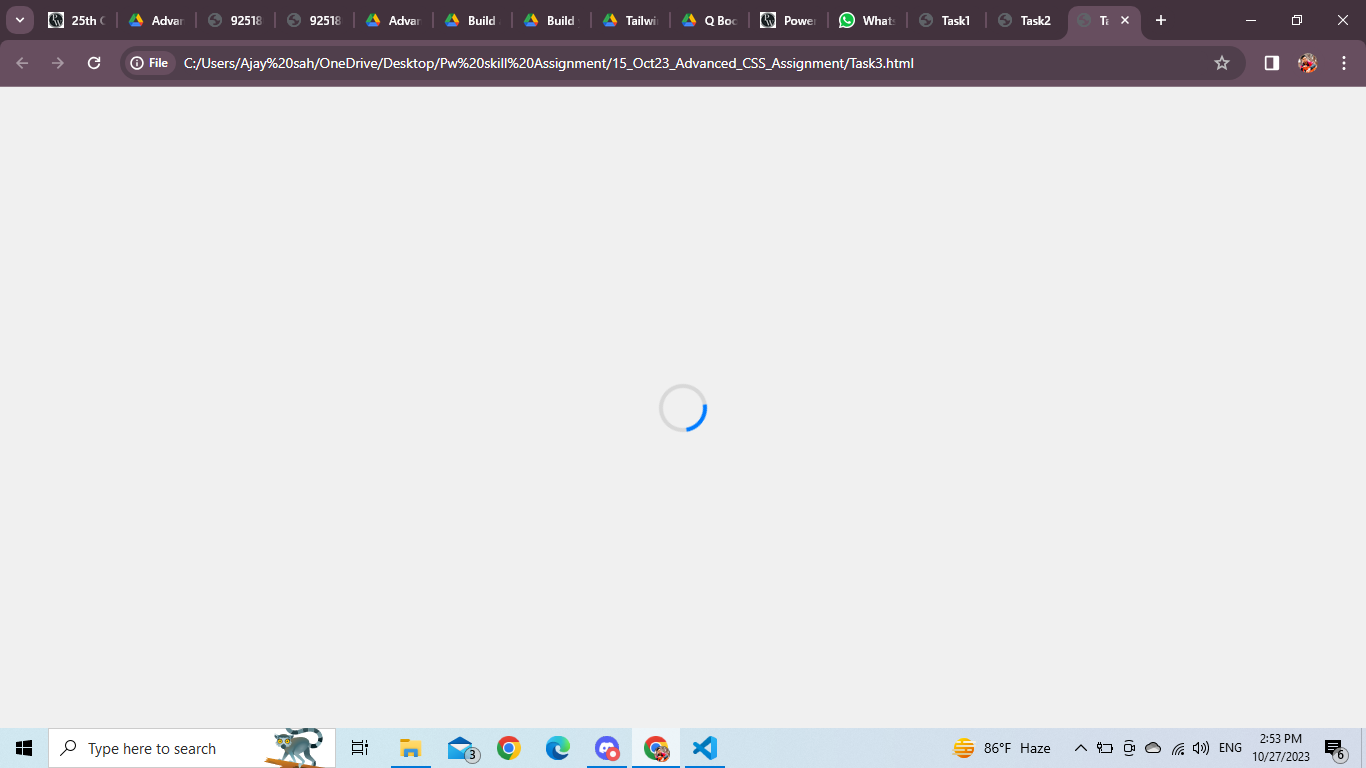 25th
Advar
92518
92518
Advar
Build
Build
Tailwi
Q Boo
Power
Whats
Task1
Task2
Ta
File
C:/Users/Ajay%20sah/OneDrive/Desktop/Pw%20skill%20Assignment/15_Oct23_Advanced_CSS_Assignment/Task3.html
Type here to search
3
86°F Haze
ENG
2:53 PM
10/27/2023
6